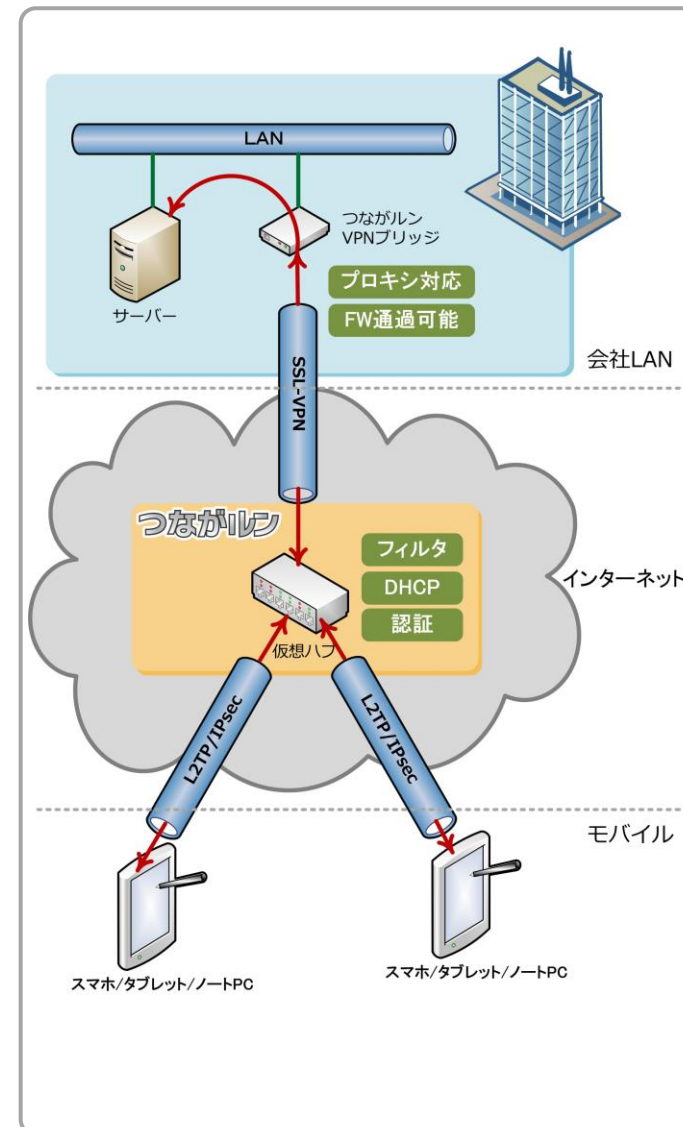 LAN
つながルン
VPNブリッジ
サーバー
プロキシ対応
FW通過可能
会社LAN
SSL-VPN
つながルン
フィルタ
DHCP
認証
インターネット
仮想ハブ
L2TP/IPsec
L2TP/IPsec
モバイル
スマホ/タブレット/ノートPC
スマホ/タブレット/ノートPC